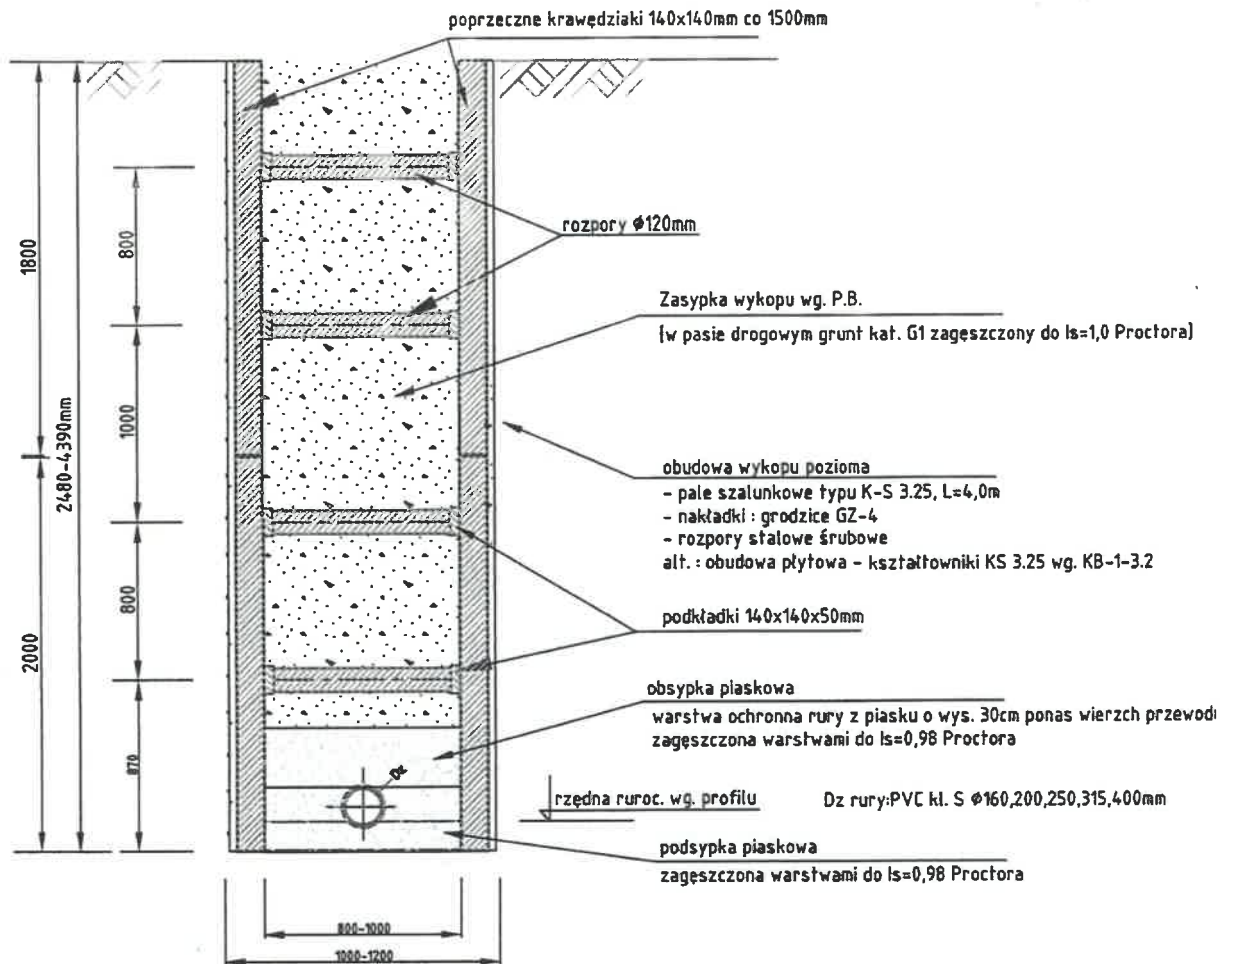 poprzeczne krawędziaki 140x140mm co 1500mm
rozpory ϕ120mm
Zasypka wykopu wg. P.B.
(w pasie drogowym grunt kat. G1 zagęszczony do Is=1,0 Proctora)
obudowa wykopu pozioma
- pale szalunkowe typu K-S 3.25, L=4,0m
- nakładki : grodzice GZ-4
- rozpory stalowe śrubowe
alt. : obudowa płytowa - kształtowniki KS 3.25 wg. KB-1-3.2
podkładki 140x140x50mm
obsypka piaskowa
warstwa ochronna rury z piasku o wys. 30cm ponas wierzch przewodi
zagęszczona warstwami do Is=0,98 Proctora
rzędna ruroc. wg. profilu
Dz rury:PVC kl. S ϕ160,200,250,315,400mm
podsypka piaskowa
zagęszczona warstwami do Is=0,98 Proctora
Dz
1800
2000
2480-4390mm
800
1000
800
870
800-1000
1000-1200